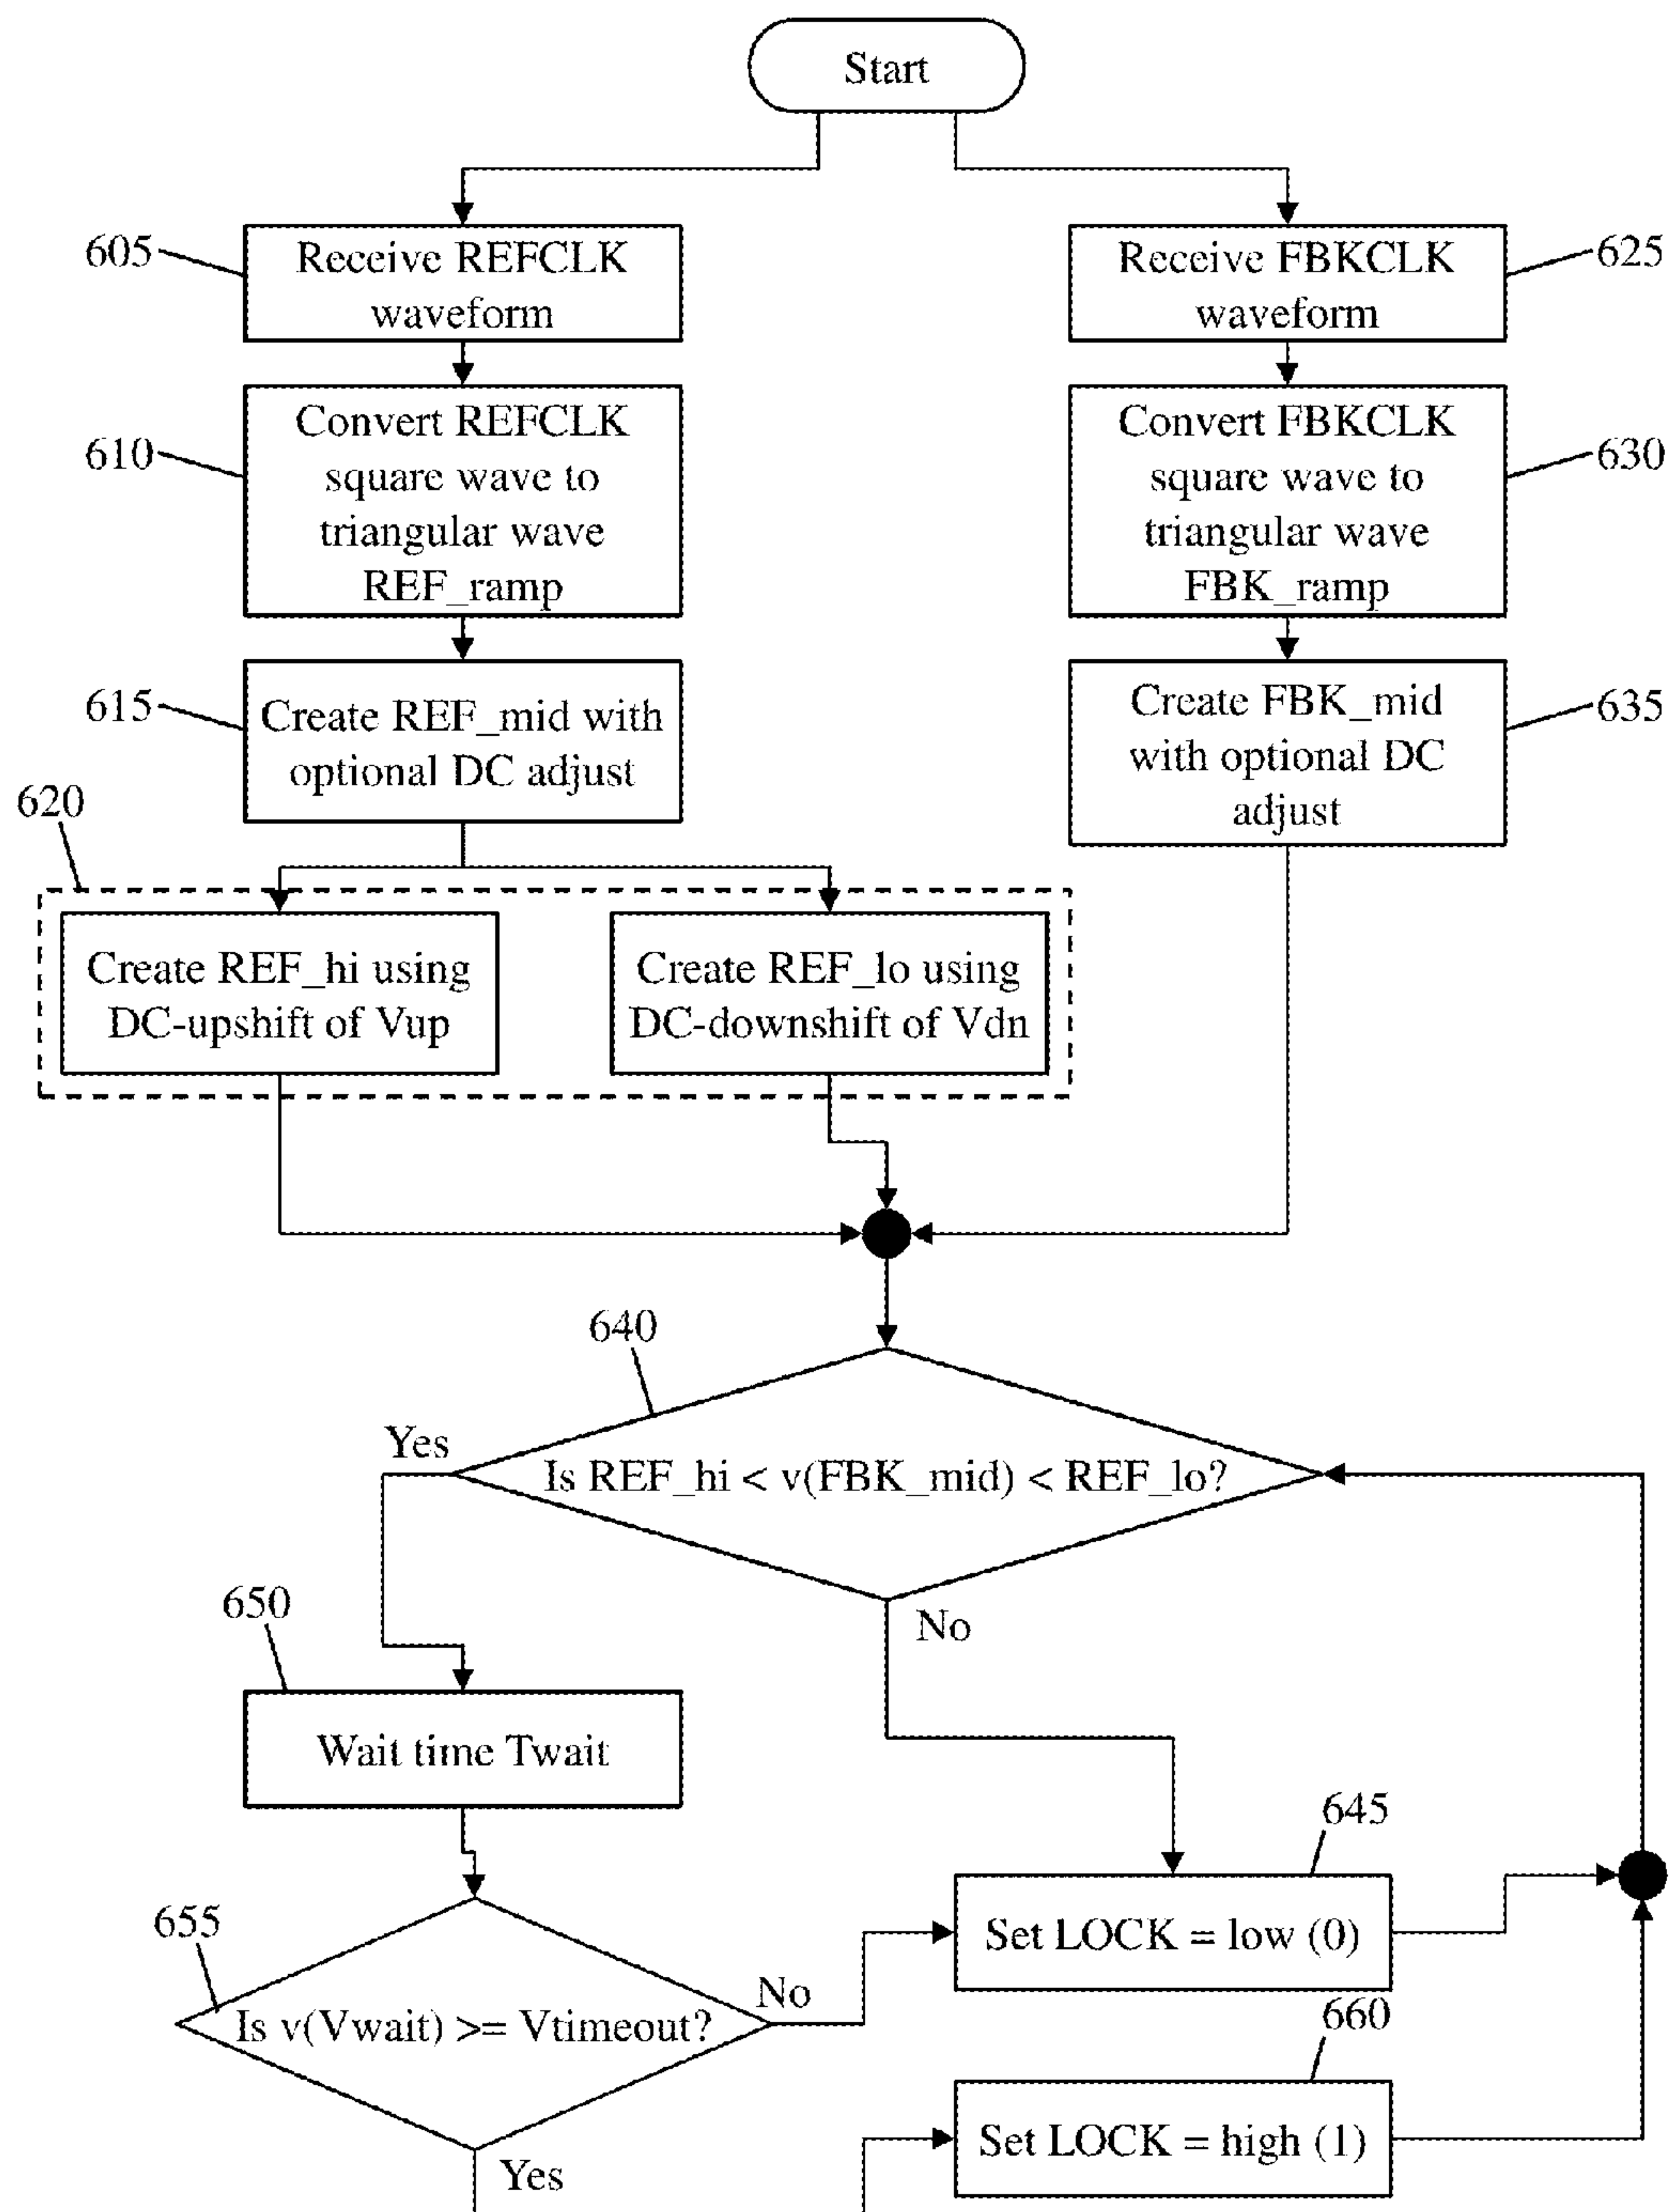 Start
605
Receive REFCLK
waveform
Receive FBKCLK
waveform
625
610
Convert REFCLK
square wave to
triangular wave
REF_ramp
Convert FBKCLK
square wave to
triangular wave
FBK_ramp
630
615
Create REF_mid with
optional DC adjust
Create FBK_mid
with optional DC
adjust
635
620
Create REF_hi using
DC-upshift of Vup
Create REF_lo using
DC-downshift of Vdn
640
Yes
Is REF_hi < v(FBK_mid) < REF_lo?
No
650
Wait time Twait
645
Set LOCK = low (0)
655
Is v(Vwait) >= Vtimeout?
No
660
Set LOCK = high (1)
Yes